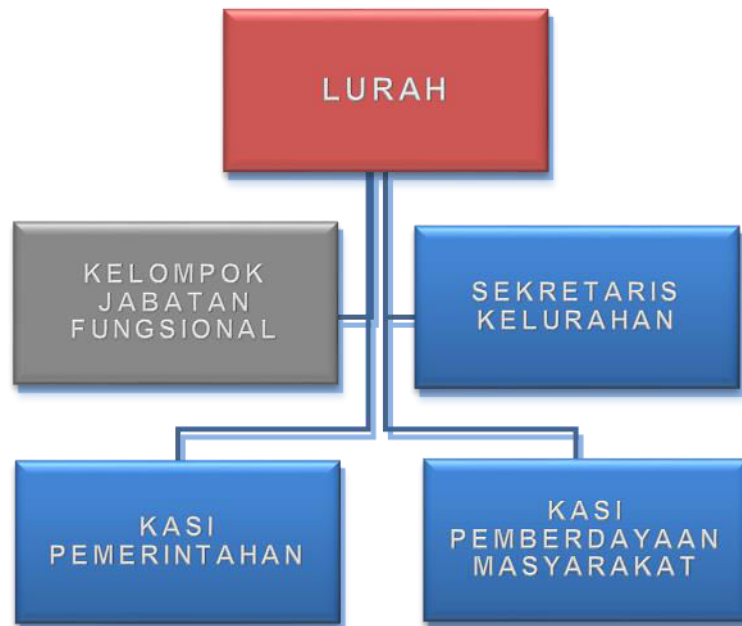 LURAH
KELOMPOK
JABATAN
FUNGSIONAL
SEKRETARIS
KELURAHAN
KASI
PEMERINTAHAN
KASI
PEMBERDAYAAN
MASYARAKAT